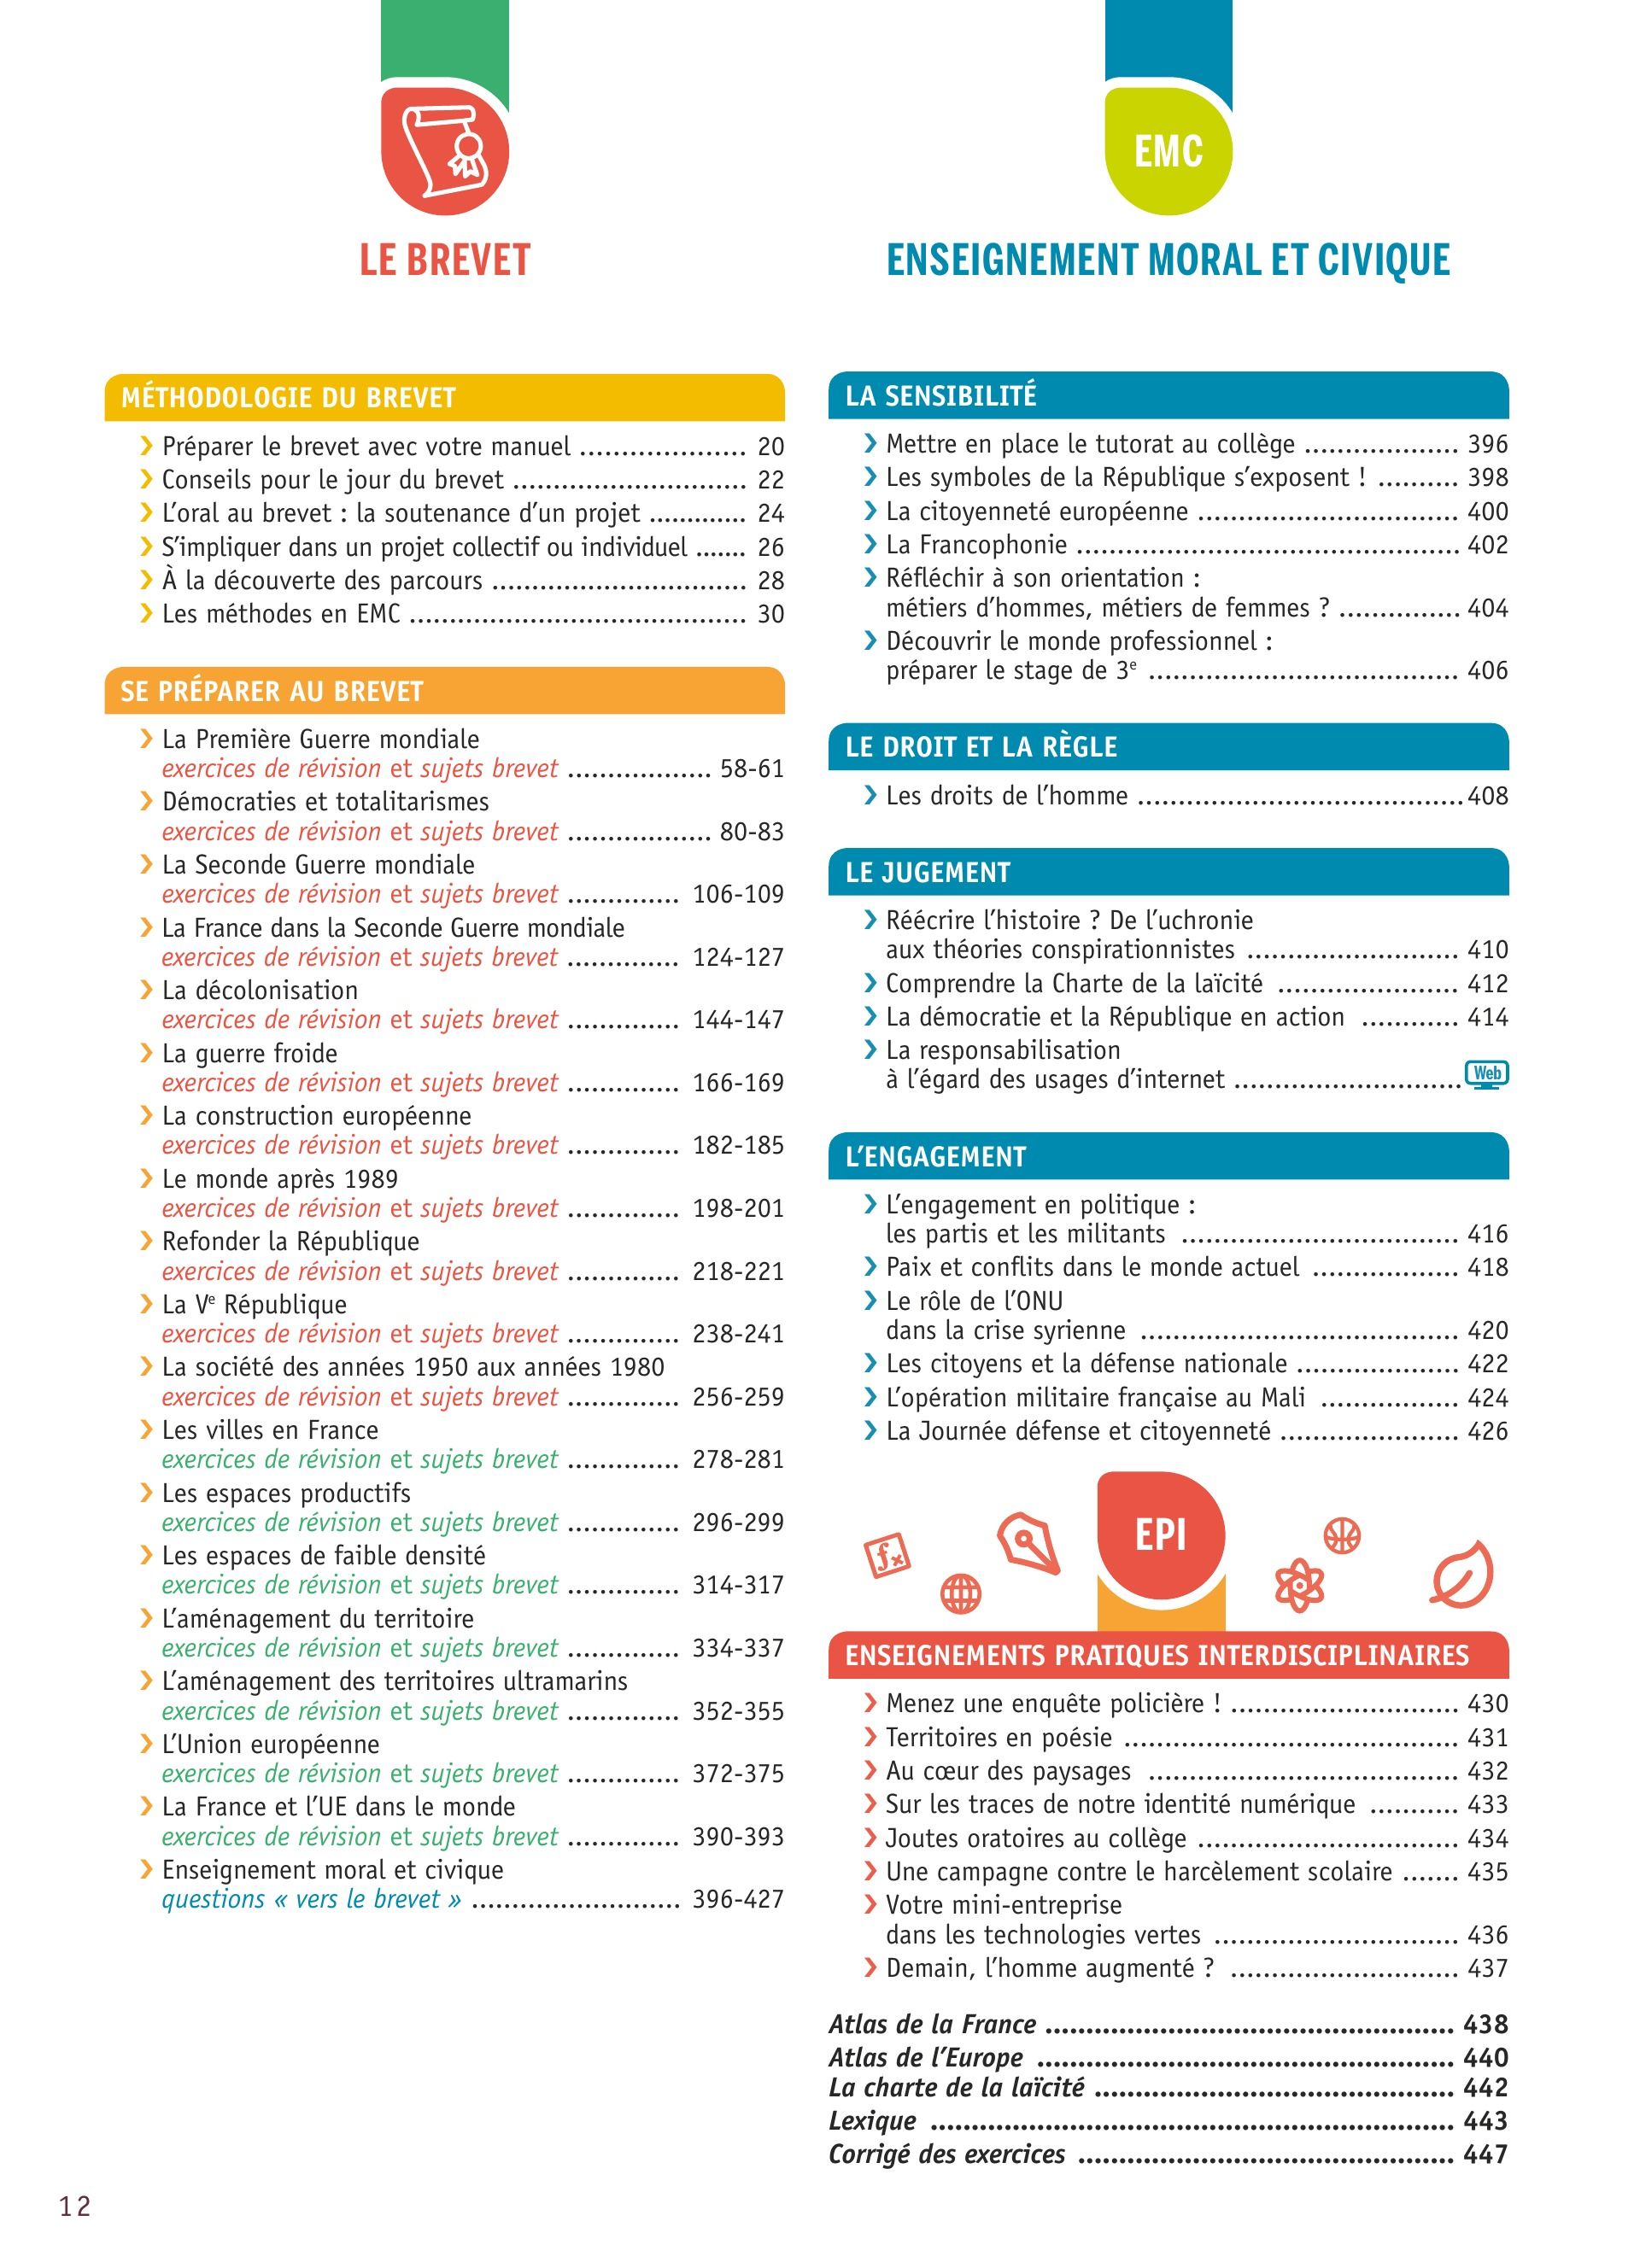 LE BREVET
MÉTHODOLOGIE DU BREVET
❯ Préparer le brevet avec votre manuel .................... 20
❯ Conseils pour le jour du brevet ............................ 22
❯ L’oral au brevet : la soutenance d’un projet ............ 24
❯ S’impliquer dans un projet collectif ou individuel ....... 26
❯ À la découverte des parcours ............................... 28
❯ Les méthodes en EMC ......................................... 30
SE PRÉPARER AU BREVET
❯ La Première Guerre mondiale
exercices de révision et sujets brevet .................. 58-61
❯ Démocraties et totalitarismes
exercices de révision et sujets brevet .................. 80-83
❯ La Seconde Guerre mondiale
exercices de révision et sujets brevet .............. 106-109
❯ La France dans la Seconde Guerre mondiale
exercices de révision et sujets brevet .............. 124-127
❯ La décolonisation
exercices de révision et sujets brevet .............. 144-147
❯ La guerre froide
exercices de révision et sujets brevet .............. 166-169
❯ La construction européenne
exercices de révision et sujets brevet .............. 182-185
❯ Le monde après 1989
exercices de révision et sujets brevet .............. 198-201
❯ Refonder la République
exercices de révision et sujets brevet .............. 218-221
❯ La Ve République
exercices de révision et sujets brevet .............. 238-241
❯ La société des années 1950 aux années 1980
exercices de révision et sujets brevet .............. 256-259
❯ Les villes en France
exercices de révision et sujets brevet .............. 278-281
❯ Les espaces productifs
exercices de révision et sujets brevet .............. 296-299
❯ Les espaces de faible densité
exercices de révision et sujets brevet .............. 314-317
❯ L’aménagement du territoire
exercices de révision et sujets brevet .............. 334-337
❯ L’aménagement des territoires ultramarins
exercices de révision et sujets brevet .............. 352-355
❯ L’Union européenne
exercices de révision et sujets brevet .............. 372-375
❯ La France et l’UE dans le monde
exercices de révision et sujets brevet .............. 390-393
❯ Enseignement moral et civique
questions « vers le brevet » .......................... 396-427
EMC
ENSEIGNEMENT MORAL ET CIVIQUE
LA SENSIBILITÉ
❯ Mettre en place le tutorat au collège ................... 396
❯ Les symboles de la République s’exposent ! .......... 398
❯ La citoyenneté européenne ................................ 400
❯ La Francophonie ............................................... 402
❯ Réfléchir à son orientation :
métiers d’hommes, métiers de femmes ? ............... 404
❯ Découvrir le monde professionnel :
préparer le stage de 3e ...................................... 406
LE DROIT ET LA RÈGLE
❯ Les droits de l’homme ........................................ 408
LE JUGEMENT
❯ Réécrire l’histoire ? De l’uchronie
aux théories conspirationnistes .......................... 410
❯ Comprendre la Charte de la laïcité ...................... 412
❯ La démocratie et la République en action ............ 414
❯ La responsabilisation
à l’égard des usages d’internet ............................ Web
L’ENGAGEMENT
❯ L’engagement en politique :
les partis et les militants .................................. 416
❯ Paix et conflits dans le monde actuel .................. 418
❯ Le rôle de l’ONU
dans la crise syrienne ....................................... 420
❯ Les citoyens et la défense nationale .................... 422
❯ L’opération militaire française au Mali ................. 424
❯ La Journée défense et citoyenneté ...................... 426
EPI
fx
ENSEIGNEMENTS PRATIQUES INTERDISCIPLINAIRES
❯ Menez une enquête policière ! ............................ 430
❯ Territoires en poésie ......................................... 431
❯ Au cœur des paysages ...................................... 432
❯ Sur les traces de notre identité numérique ........... 433
❯ Joutes oratoires au collège ................................ 434
❯ Une campagne contre le harcèlement scolaire ....... 435
❯ Votre mini-entreprise
dans les technologies vertes .............................. 436
❯ Demain, l’homme augmenté ? ............................ 437
Atlas de la France .................................................. 438
Atlas de l’Europe ................................................... 440
La charte de la laïcité ............................................ 442
Lexique ................................................................ 443
Corrigé des exercices .............................................. 447
12